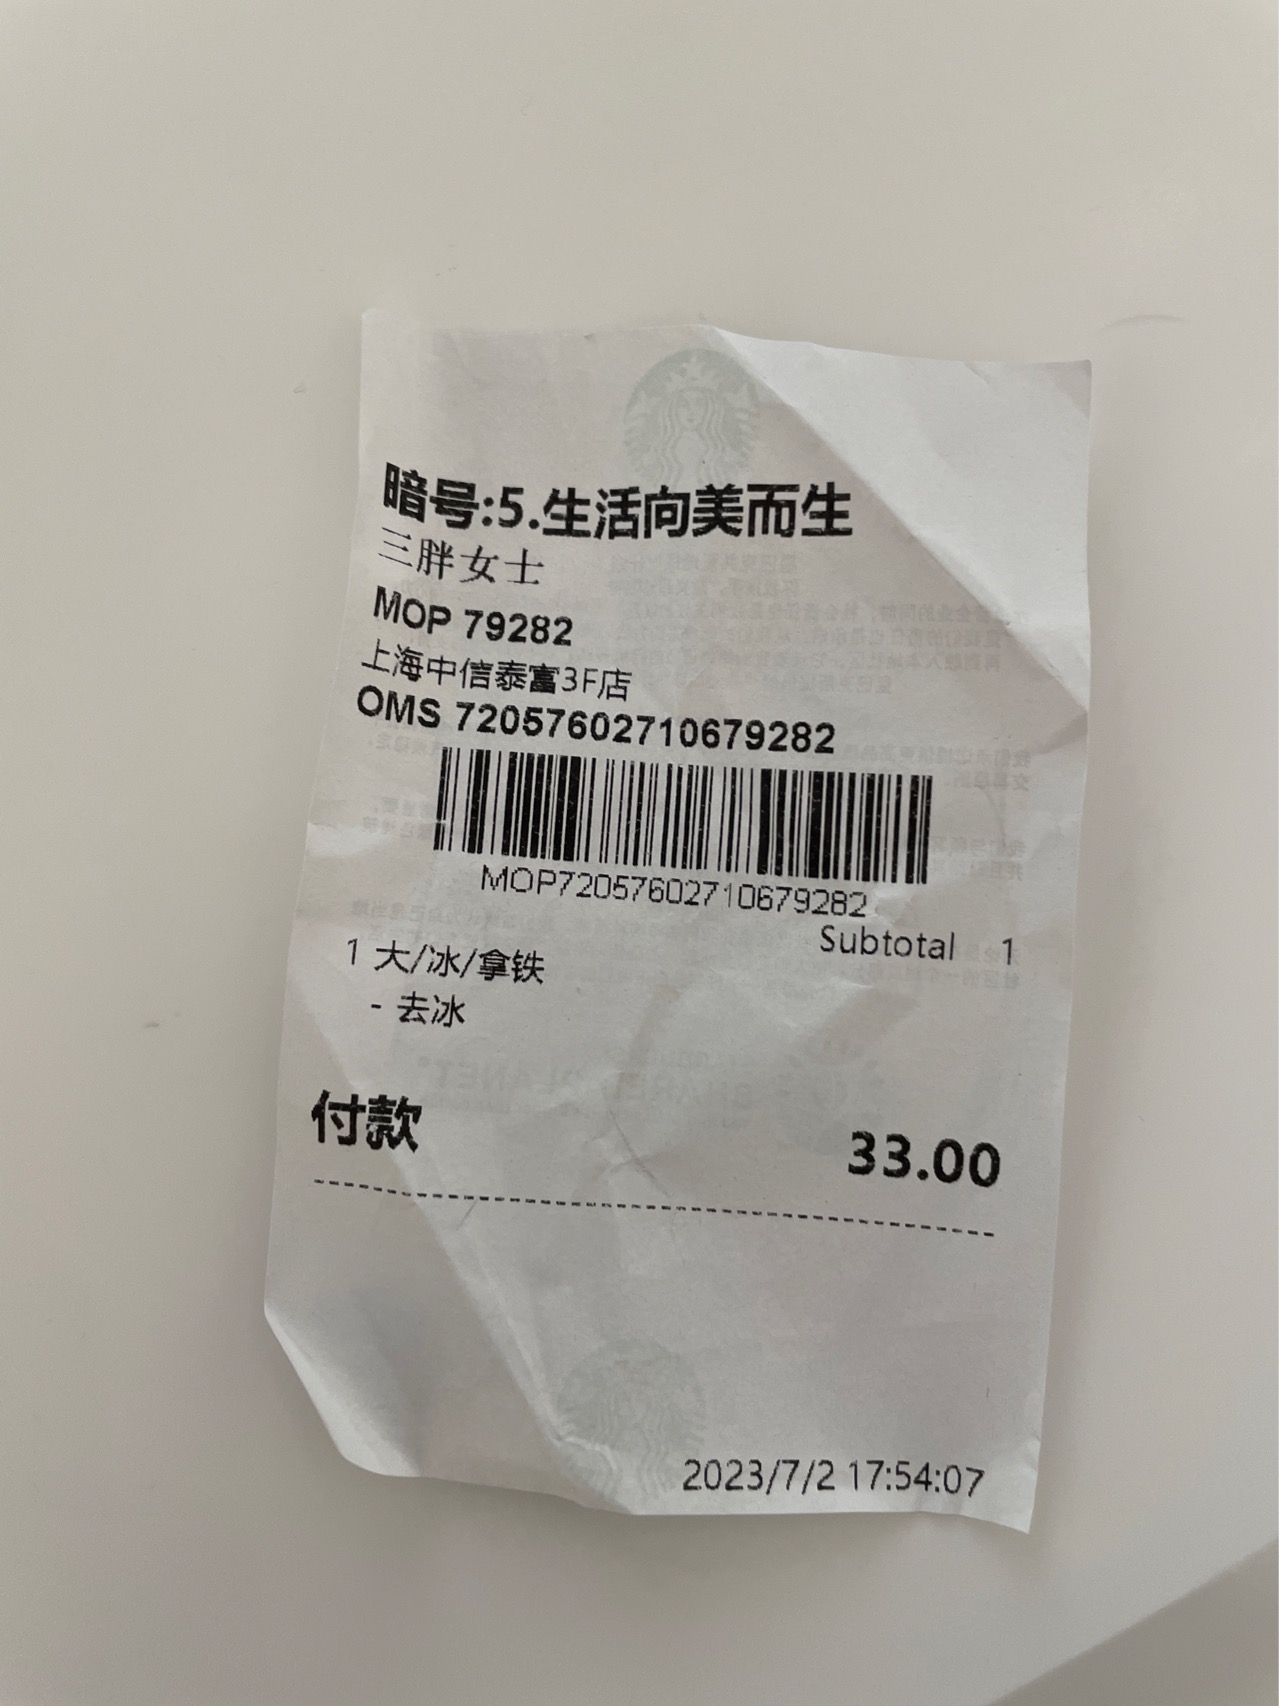 暗号:5.生活向美而生
三胖女士
MOP 79282
上海中信泰富3F店
OMS 72057602710679282
MOP72057602710679282
Subtotal 1
1 大/冰/拿铁
- 去冰
付款 33.00
2023/7/2 17:54:07